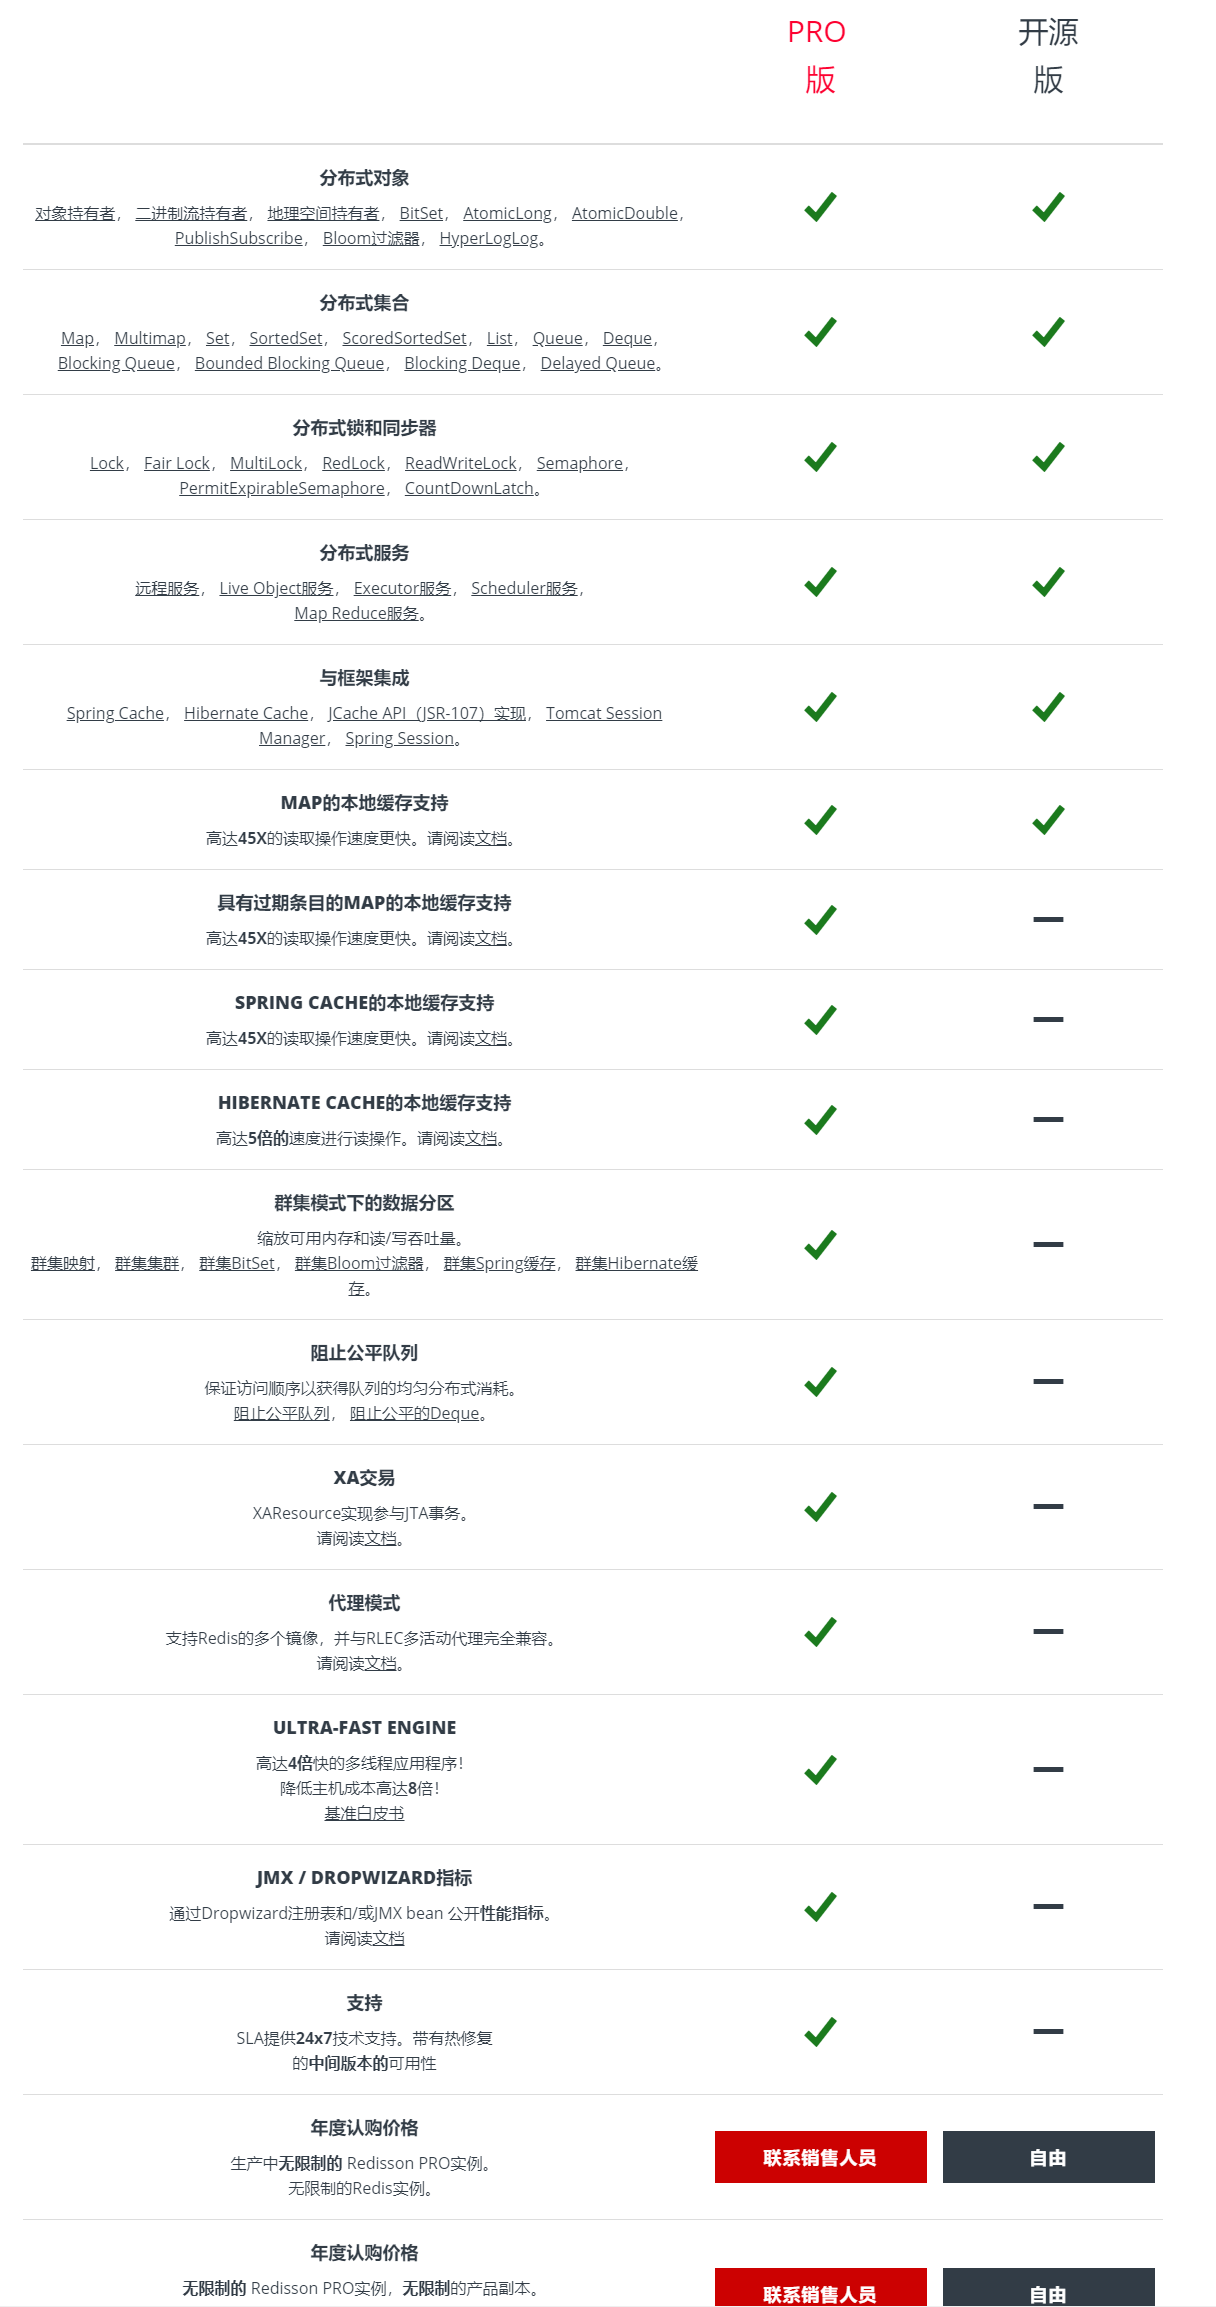 PRO 开源
版 版
分布式对象
对象持有者， 二进制流持有者， 地理空间持有者， BitSet， AtomicLong， AtomicDouble，
PublishSubscribe， Bloom过滤器， HyperLogLog。
分布式集合
Map， Multimap， Set， SortedSet， ScoredSortedSet， List， Queue， Deque，
Blocking Queue， Bounded Blocking Queue， Blocking Deque， Delayed Queue。
分布式锁和同步器
Lock， Fair Lock， MultiLock， RedLock， ReadWriteLock， Semaphore，
PermitExpirableSemaphore， CountDownLatch。
分布式服务
远程服务， Live Object服务， Executor服务， Scheduler服务，
Map Reduce服务。
与框架集成
Spring Cache， Hibernate Cache， JCache API（JSR-107）实现， Tomcat Session
Manager， Spring Session。
MAP的本地缓存支持
高达45X的读取操作速度更快。请阅读文档。
具有过期条目的MAP的本地缓存支持
高达45X的读取操作速度更快。请阅读文档。
SPRING CACHE的本地缓存支持
高达45X的读取操作速度更快。请阅读文档。
HIBERNATE CACHE的本地缓存支持
高达5倍的速度进行读操作。请阅读文档。
群集模式下的数据分区
缩放可用内存和读/写吞吐量。
群集映射， 群集集群， 群集BitSet， 群集Bloom过滤器， 群集Spring缓存， 群集Hibernate缓
存。
阻止公平队列
保证访问顺序以获得队列的均匀分布式消耗。
阻止公平队列， 阻止公平的Deque。
XA交易
XAResource实现参与JTA事务。
请阅读文档。
代理模式
支持Redis的多个镜像，并与RLEC多活动代理完全兼容。
请阅读文档。
ULTRA-FAST ENGINE
高达4倍快的多线程应用程序！
降低主机成本高达8倍！
基准白皮书
JMX / DROPWIZARD指标
通过Dropwizard注册表和/或JMX bean 公开性能指标。
请阅读文档
支持
SLA提供24x7技术支持。带有热修复
的中间版本的可用性
年度认购价格
生产中无限制的 Redisson PRO实例。
无限制的Redis实例。
联系销售人员 自由
年度认购价格
无限制的 Redisson PRO实例，无限制的产品副本。
联系销售人员 自由